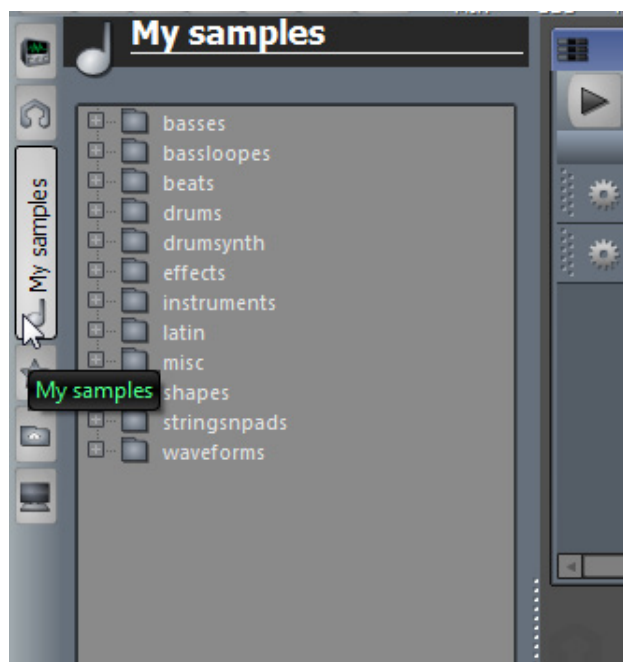 My samples
My samples
basses
bassloopes
beats
drums
drumsynth
effects
instruments
latin
misc
My samples
shapes
stringsnpads
waveforms